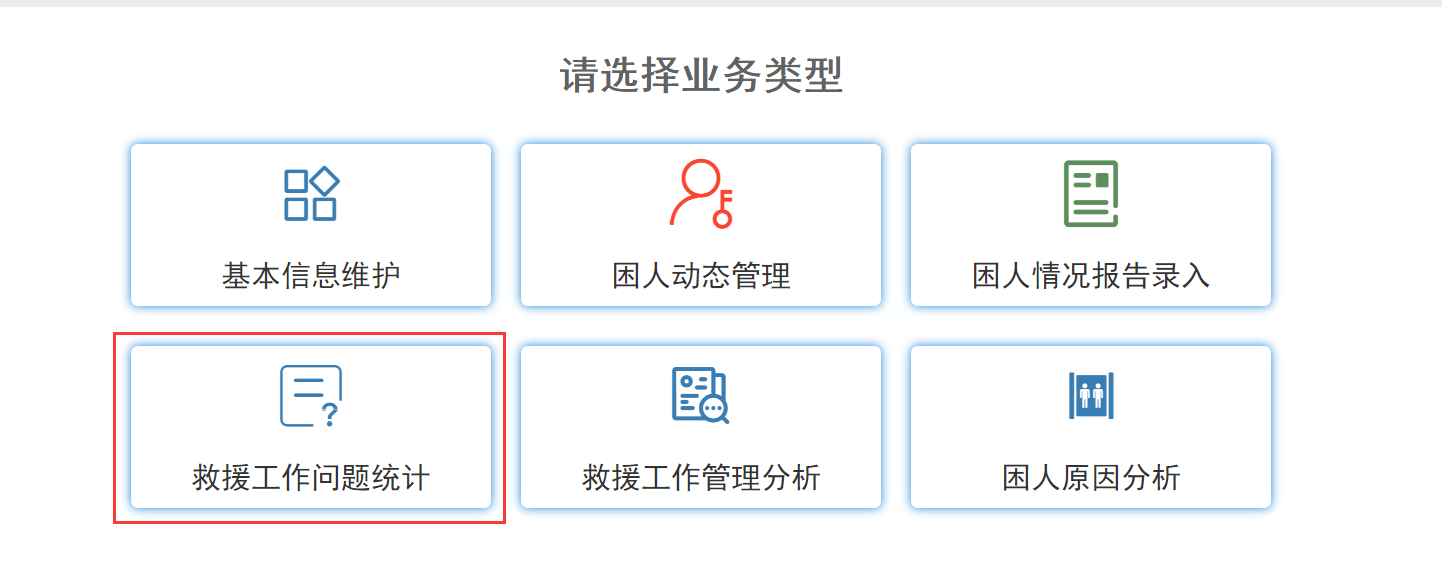 请选择业务类型
基本信息维护
困人动态管理
困人情况报告录入
救援工作问题统计
救援工作管理分析
困人原因分析